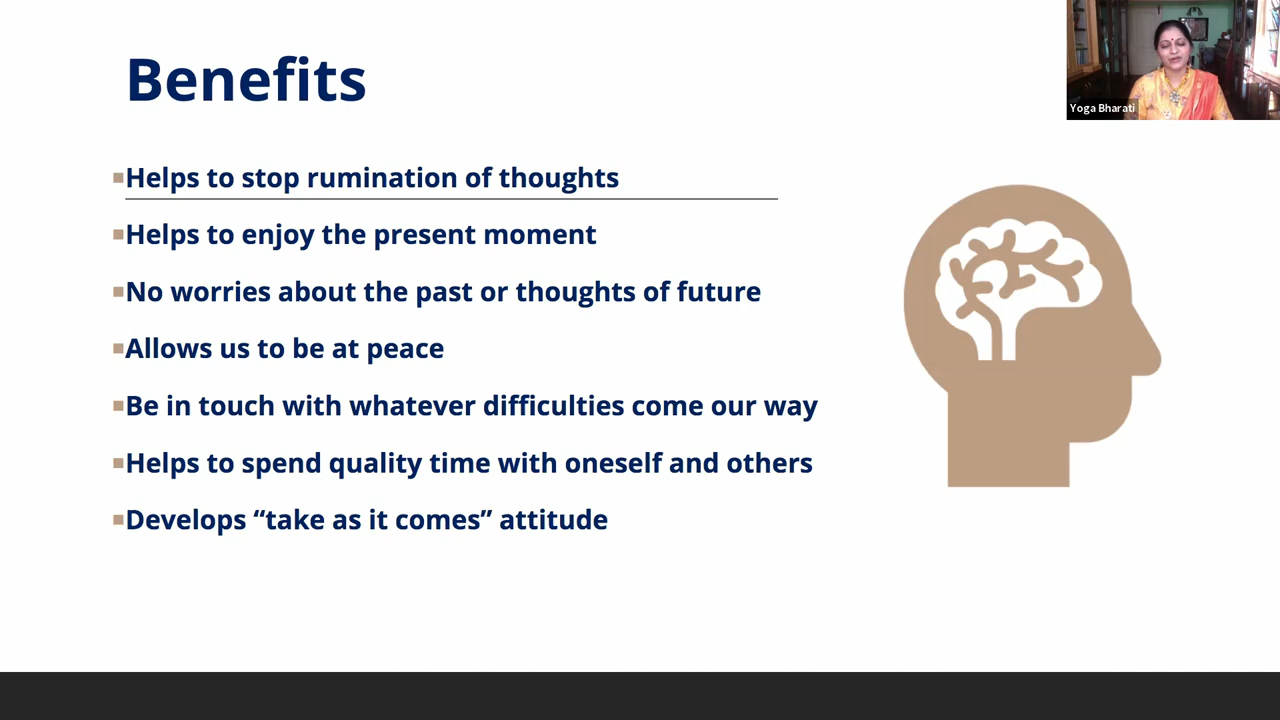 Benefits
Yoga Bharati
Helps to stop rumination of thoughts
Helps to enjoy the present moment
No worries about the past or thoughts of future
Allows us to be at peace
Be in touch with whatever difficulties come our way
Helps to spend quality time with oneself and others
Develops “take as it comes” attitude